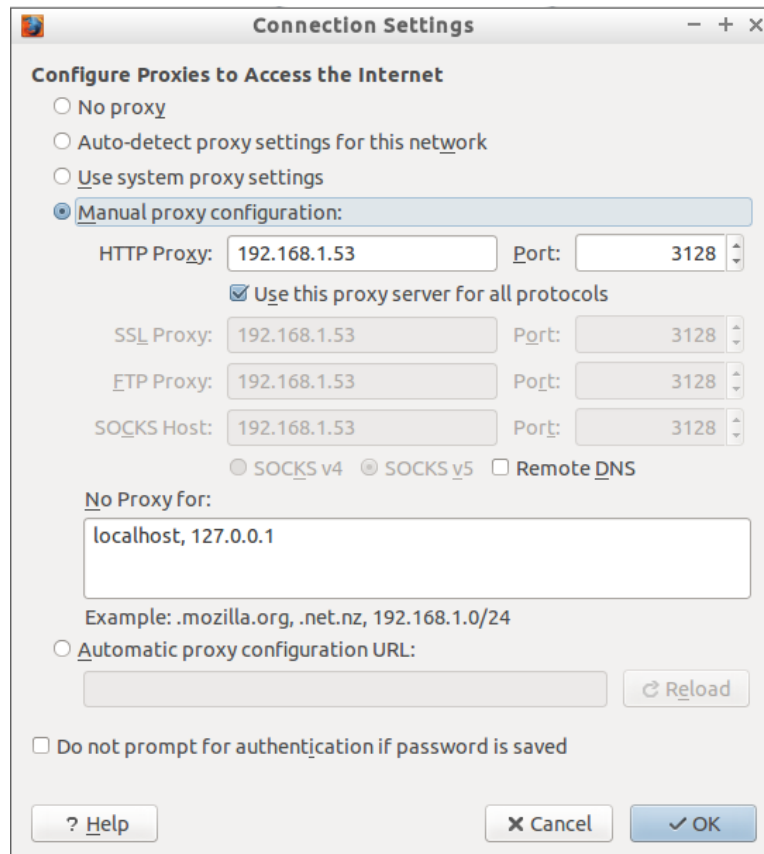 Connection Settings
Configure Proxies to Access the Internet
No proxy
Auto-detect proxy settings for this network
Use system proxy settings
Manual proxy configuration:
HTTP Proxy: 192.168.1.53 Port: 3128
Use this proxy server for all protocols
SSL Proxy: 192.168.1.53 Port: 3128
FTP Proxy: 192.168.1.53 Port: 3128
SOCKS Host: 192.168.1.53 Port: 3128
SOCKS v4 SOCKS v5 Remote DNS
No Proxy for:
localhost, 127.0.0.1
Example: .mozilla.org, .net.nz, 192.168.1.0/24
Automatic proxy configuration URL:
Reload
Do not prompt for authentication if password is saved
? Help Cancel OK